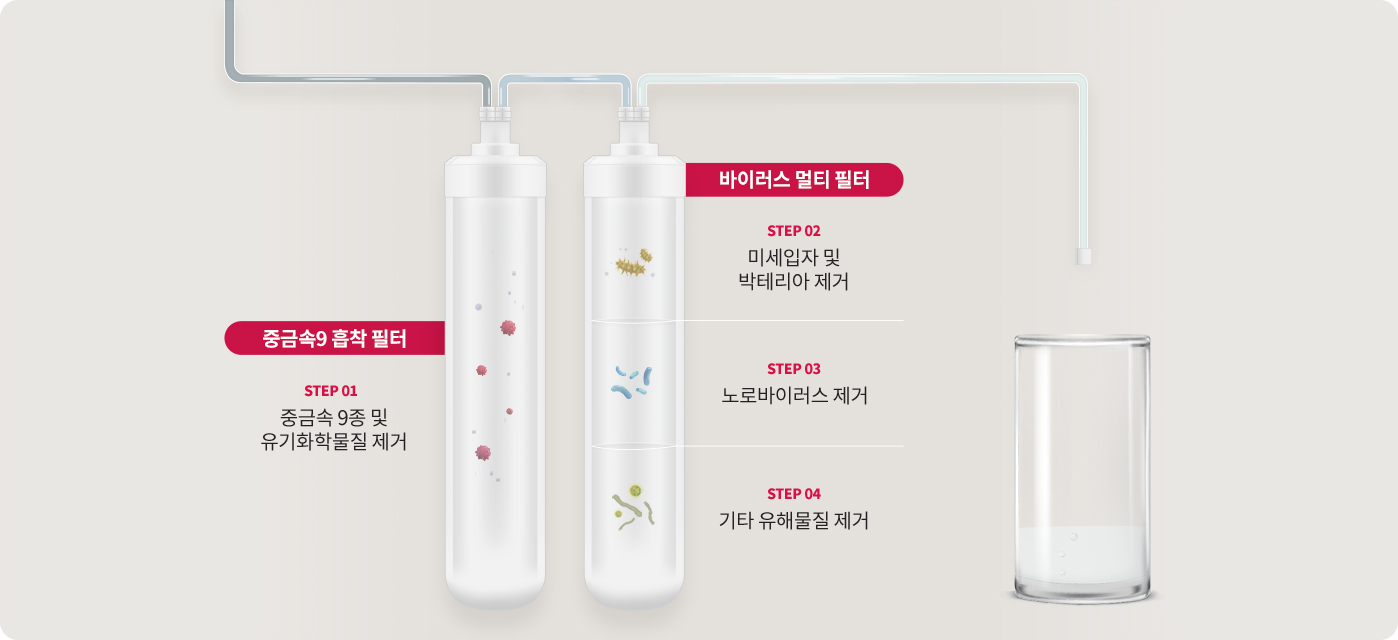 중금속9 흡착 필터
STEP 01
중금속 9종 및
유기화학물질 제거
바이러스 멀티 필터
STEP 02
미세입자 및
박테리아 제거
STEP 03
노로바이러스 제거
STEP 04
기타 유해물질 제거